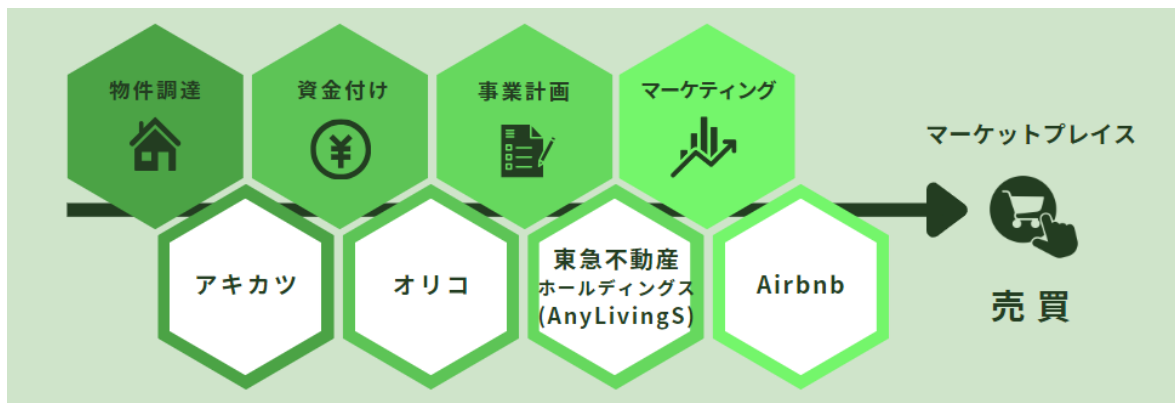 物件調達
資金付け
事業計画
マーケティング
アキカツ
オリコ
東急不動産
ホールディングス
(AnyLivingS)
Airbnb
マーケットプレイス
売買